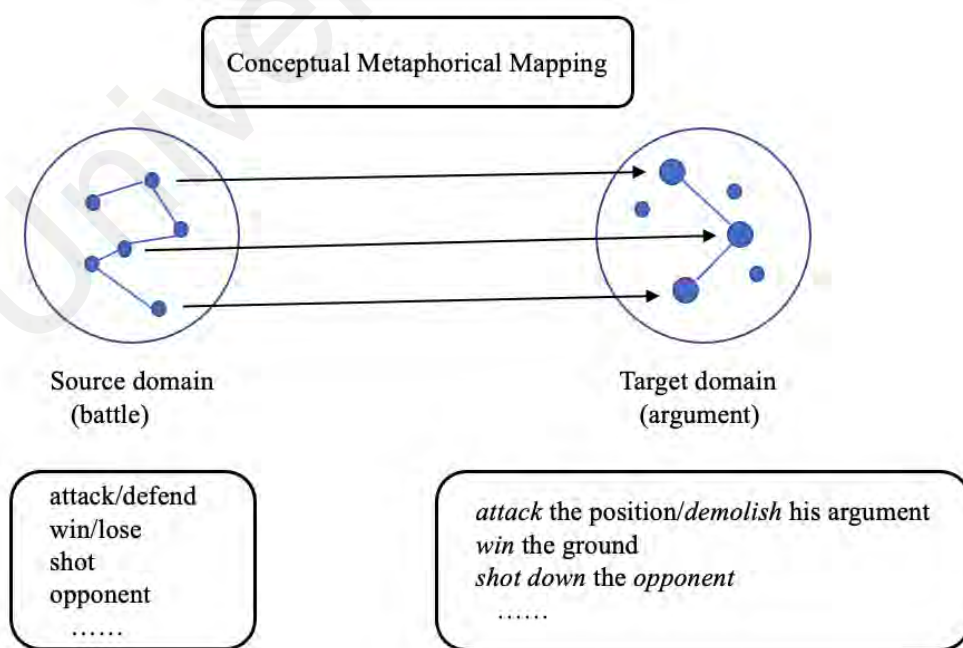 Conceptual Metaphorical Mapping
Source domain
(battle)
Target domain
(argument)
attack/defend
win/lose
shot
opponent
......
attack the position/demolish his argument
win the ground
shot down the opponent
......